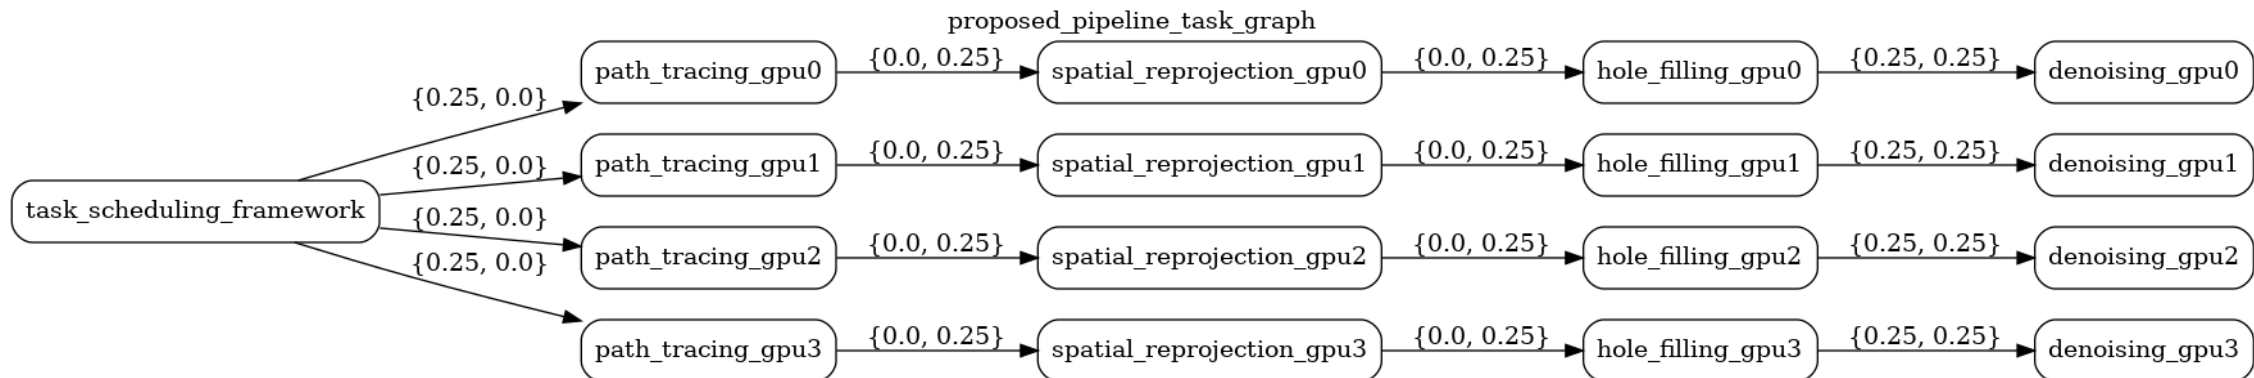 proposed_pipeline_task_graph
path_tracing_gpu0 {0.0, 0.25} spatial_reprojection_gpu0 {0.0, 0.25} hole_filling_gpu0 {0.25, 0.25} denoising_gpu0
{0.25, 0.0}
path_tracing_gpu1 {0.0, 0.25} spatial_reprojection_gpu1 {0.0, 0.25} hole_filling_gpu1 {0.25, 0.25} denoising_gpu1
{0.25, 0.0}
task_scheduling_framework
{0.25, 0.0}
path_tracing_gpu2 {0.0, 0.25} spatial_reprojection_gpu2 {0.0, 0.25} hole_filling_gpu2 {0.25, 0.25} denoising_gpu2
{0.25, 0.0}
path_tracing_gpu3 {0.0, 0.25} spatial_reprojection_gpu3 {0.0, 0.25} hole_filling_gpu3 {0.25, 0.25} denoising_gpu3